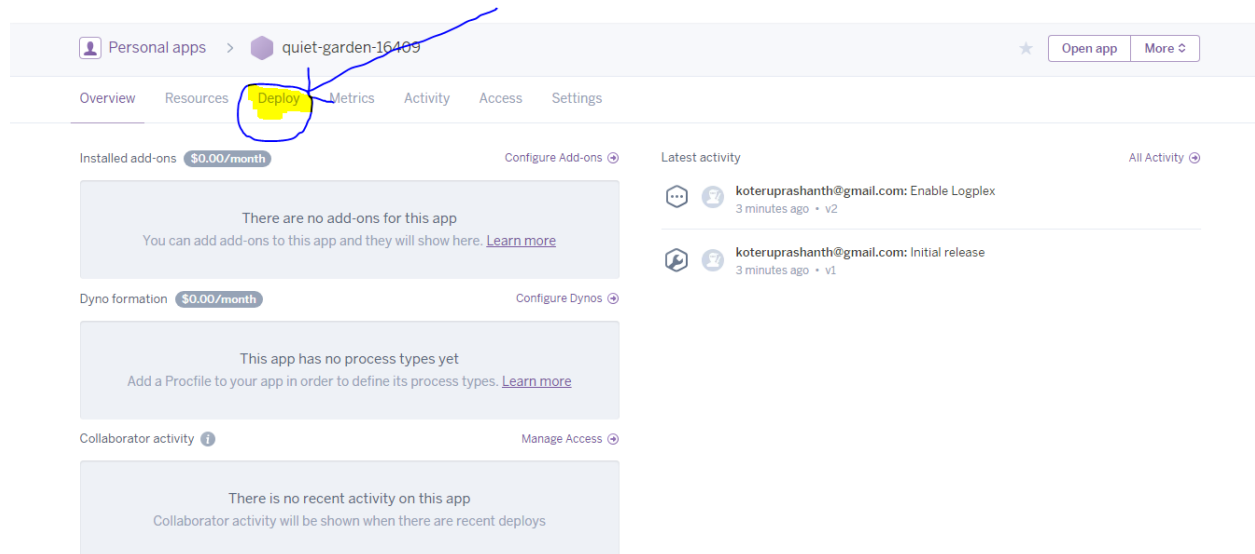 Personal apps > quiet-garden-16409
Open app More
Overview Resources Deploy Metrics Activity Access Settings
Installed add-ons $0.00/month Configure Add-ons
There are no add-ons for this app
You can add add-ons to this app and they will show here. Learn more
Dyno formation $0.00/month Configure Dynos
This app has no process types yet
Add a Procfile to your app in order to define its process types. Learn more
Collaborator activity i Manage Access
There is no recent activity on this app
Collaborator activity will be shown when there are recent deploys
Latest activity All Activity
koteruprashanth@gmail.com: Enable Logplex
3 minutes ago • v2
koteruprashanth@gmail.com: Initial release
3 minutes ago • v1